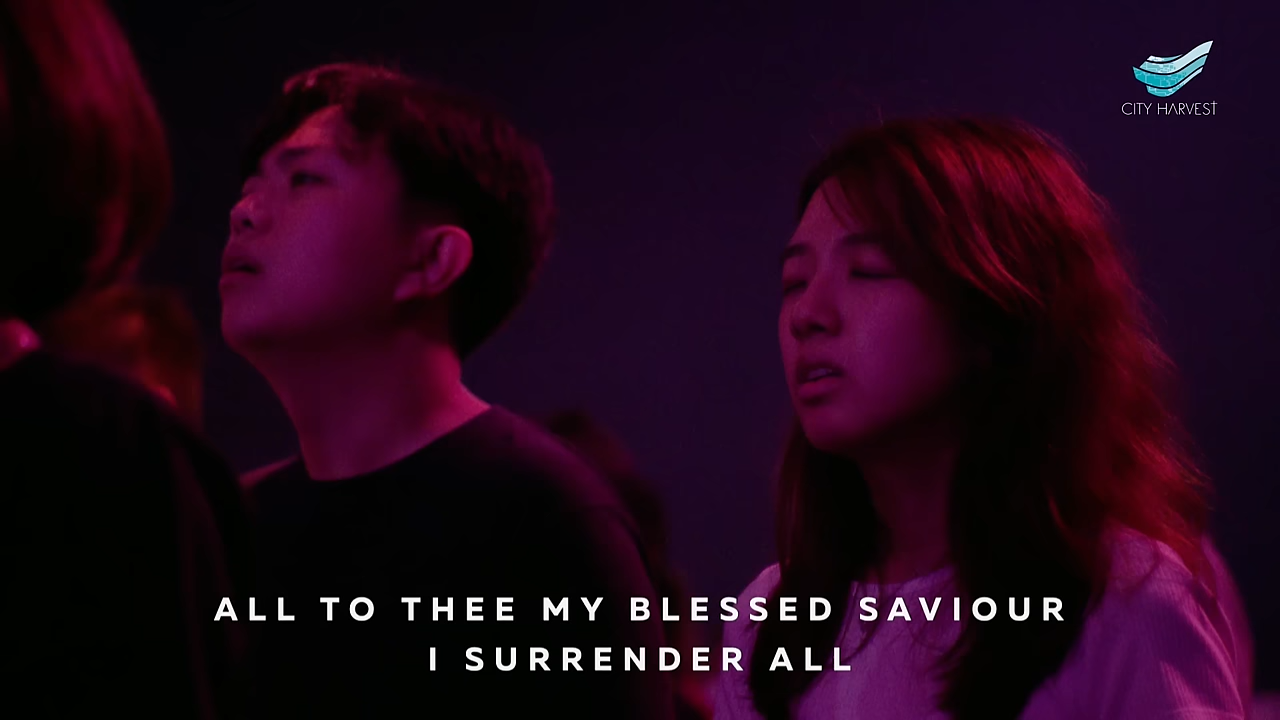 CITY HARVEST
ALL TO THEE MY BLESSED SAVIOUR
I SURRENDER ALL